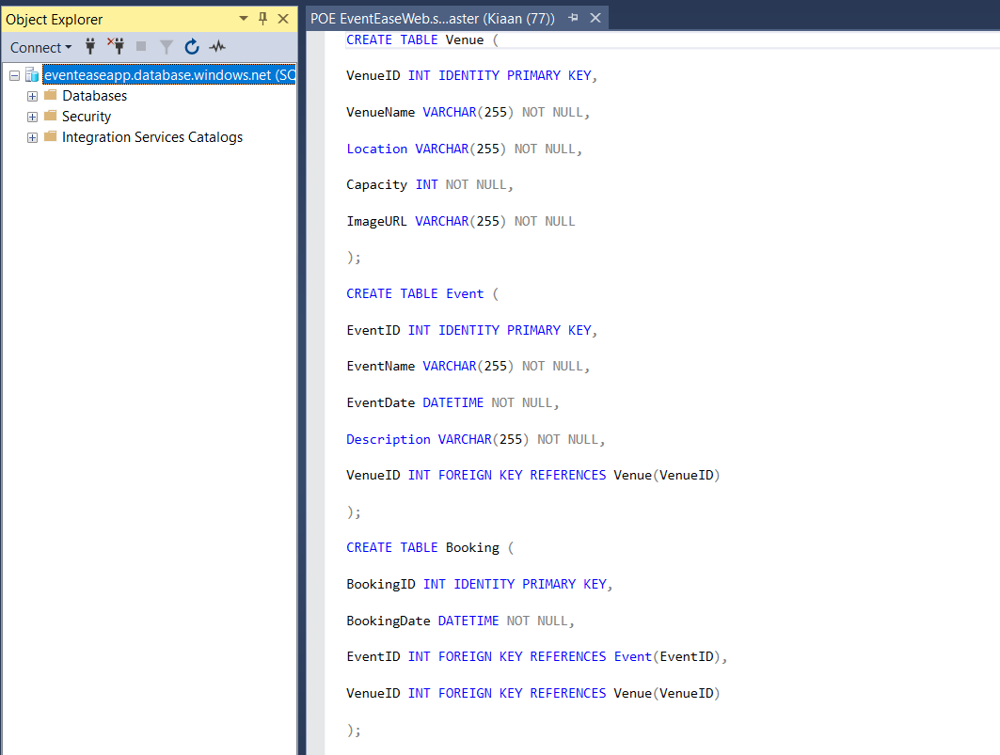 Object Explorer
Connect
eventeaseapp.database.windows.net (SC
Databases
Security
Integration Services Catalogs
POE EventEaseWeb.s...aster (Kiaan (77))
CREATE TABLE Venue (
VenueID INT IDENTITY PRIMARY KEY,
VenueName VARCHAR(255) NOT NULL,
Location VARCHAR(255) NOT NULL,
Capacity INT NOT NULL,
ImageURL VARCHAR(255) NOT NULL
);
CREATE TABLE Event (
EventID INT IDENTITY PRIMARY KEY,
EventName VARCHAR(255) NOT NULL,
EventDate DATETIME NOT NULL,
Description VARCHAR(255) NOT NULL,
VenueID INT FOREIGN KEY REFERENCES Venue(VenueID)
);
CREATE TABLE Booking (
BookingID INT IDENTITY PRIMARY KEY,
BookingDate DATETIME NOT NULL,
EventID INT FOREIGN KEY REFERENCES Event(EventID),
VenueID INT FOREIGN KEY REFERENCES Venue(VenueID)
);